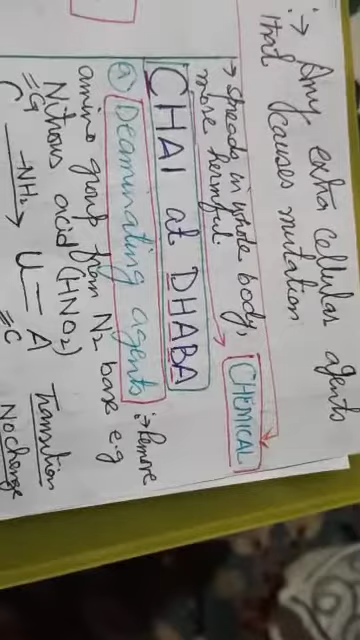 :→ Any extra cellular agents
that causes mutation
CHEMICAL
→ Spreads in whole body,
more harmful
CHAI at DHABA
a) Deaminating agents :→ Remove
amino group from N2 base e.g
Nitrous acid (HNO2)
C -NH2 → U = A Transition
≡G ≡C No change